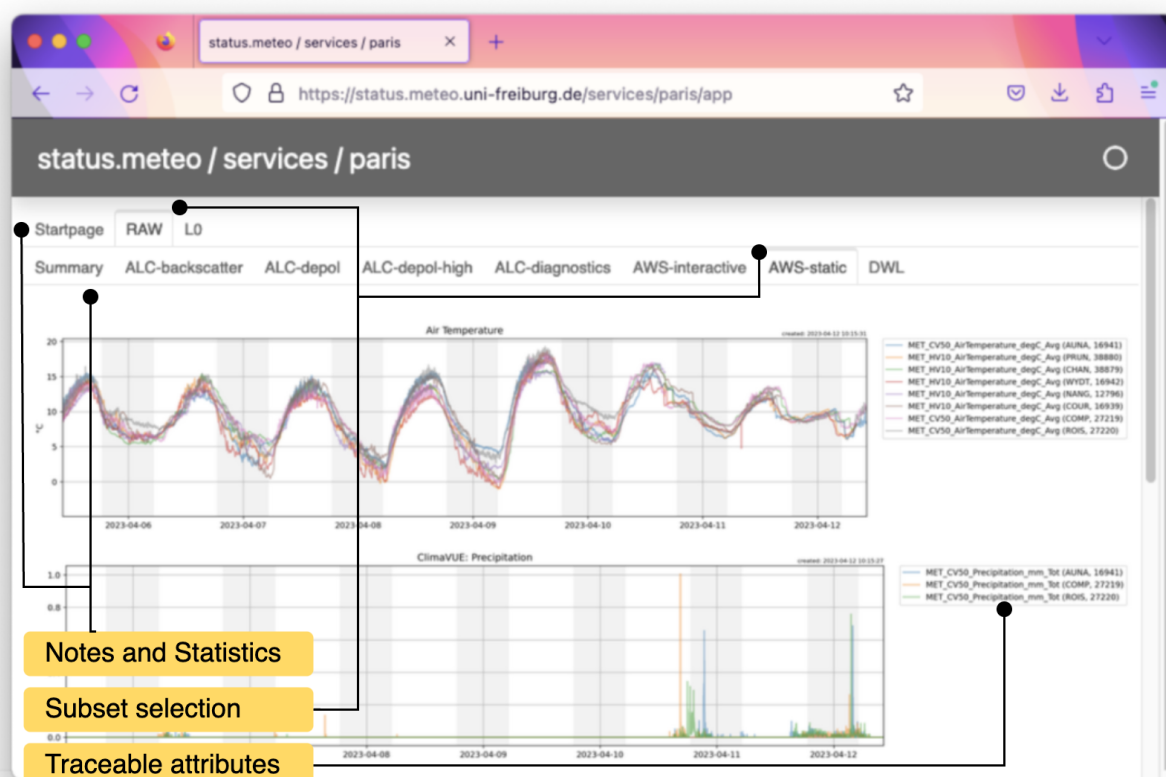 status.meteo / services / paris
https://status.meteo.uni-freiburg.de/services/paris/app
status.meteo / services / paris
Startpage RAW L0
Summary ALC-backscatter ALC-depol ALC-depol-high ALC-diagnostics AWS-interactive AWS-static DWL
Air Temperature
created: 2023-04-12 10:15:31
20
15
10
5
0
°C
2023-04-06 2023-04-07 2023-04-08 2023-04-09 2023-04-10 2023-04-11 2023-04-12
MET_CV50_AirTemperature_degC_Avg (AUNA, 16941)
MET_HV10_AirTemperature_degC_Avg (PRUN, 38880)
MET_HV10_AirTemperature_degC_Avg (CHAN, 38879)
MET_HV10_AirTemperature_degC_Avg (WYDT, 16942)
MET_HV10_AirTemperature_degC_Avg (NANG, 12796)
MET_HV10_AirTemperature_degC_Avg (COUR, 16939)
MET_CV50_AirTemperature_degC_Avg (COMP, 27219)
MET_CV50_AirTemperature_degC_Avg (ROIS, 27220)
ClimaVUE: Precipitation
created: 2023-04-12 10:15:27
1.0
0.8
0.0
2023-04-08 2023-04-09 2023-04-10 2023-04-11 2023-04-12
MET_CV50_Precipitation_mm_Tot (AUNA, 16941)
MET_CV50_Precipitation_mm_Tot (COMP, 27219)
MET_CV50_Precipitation_mm_Tot (ROIS, 27220)
Notes and Statistics
Subset selection
Traceable attributes